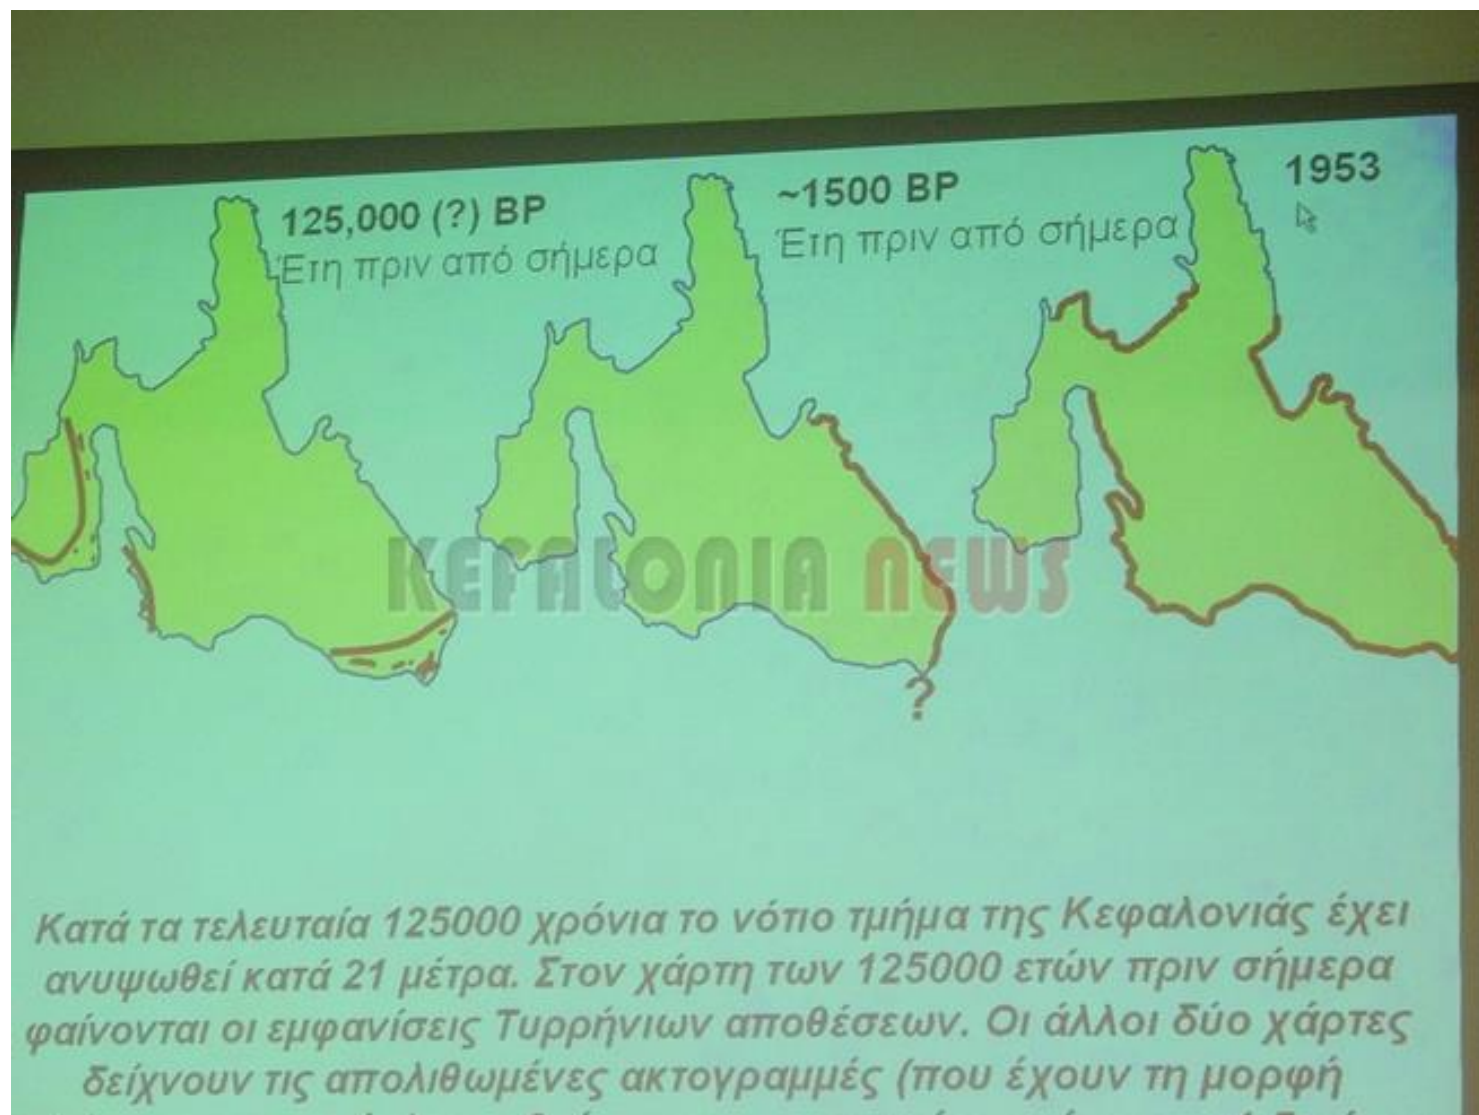 125,000 (?) BP
Έτη πριν από σήμερα
~1500 BP
Έτη πριν από σήμερα
1953
KEFALONIA NEWS
?
Κατά τα τελευταία 125000 χρόνια το νότιο τμήμα της Κεφαλονιάς έχει
ανυψωθεί κατά 21 μέτρα. Στον χάρτη των 125000 ετών πριν σήμερα
φαίνονται οι εμφανίσεις Τυρρήνιων αποθέσεων. Οι άλλοι δύο χάρτες
δείχνουν τις απολιθωμένες ακτογραμμές (που έχουν τη μορφή